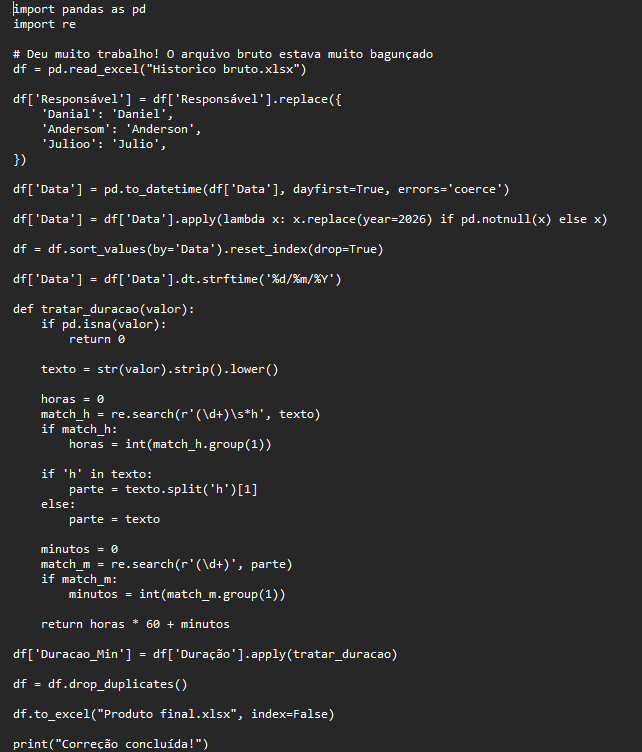 import pandas as pd
import re

# Deu muito trabalho! O arquivo bruto estava muito bagunçado
df = pd.read_excel("Historico bruto.xlsx")

df['Responsável'] = df['Responsável'].replace({
    'Danial': 'Daniel',
    'Andersom': 'Anderson',
    'Julioo': 'Julio',
})

df['Data'] = pd.to_datetime(df['Data'], dayfirst=True, errors='coerce')

df['Data'] = df['Data'].apply(lambda x: x.replace(year=2026) if pd.notnull(x) else x)

df = df.sort_values(by='Data').reset_index(drop=True)

df['Data'] = df['Data'].dt.strftime('%d/%m/%Y')

def tratar_duracao(valor):
    if pd.isna(valor):
        return 0

    texto = str(valor).strip().lower()

    horas = 0
    match_h = re.search(r'(\d+)\s*h', texto)
    if match_h:
        horas = int(match_h.group(1))

    if 'h' in texto:
        parte = texto.split('h')[1]
    else:
        parte = texto

    minutos = 0
    match_m = re.search(r'(\d+)', parte)
    if match_m:
        minutos = int(match_m.group(1))

    return horas * 60 + minutos

df['Duracao_Min'] = df['Duração'].apply(tratar_duracao)

df = df.drop_duplicates()

df.to_excel("Produto final.xlsx", index=False)

print("Correção concluída!")